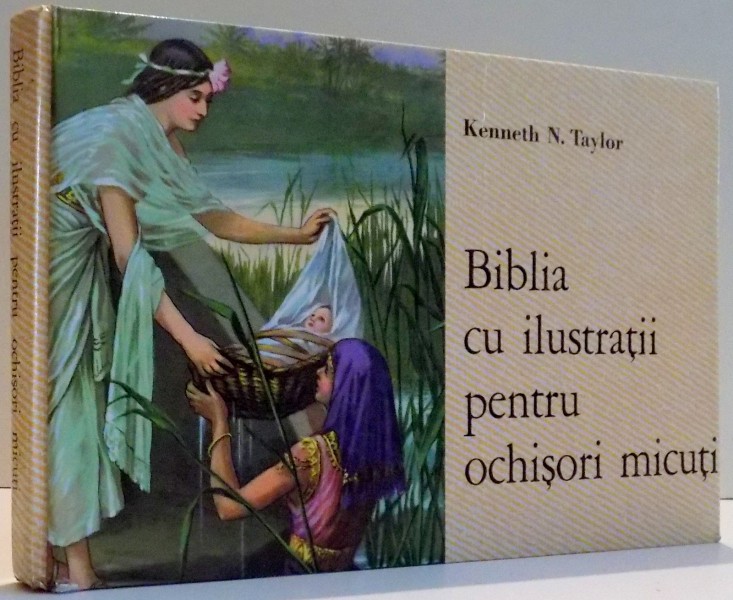 Biblia cu ilustrații pentru ochișori micuți
Kenneth N. Taylor
Biblia
cu ilustrații
pentru
ochișori micuți